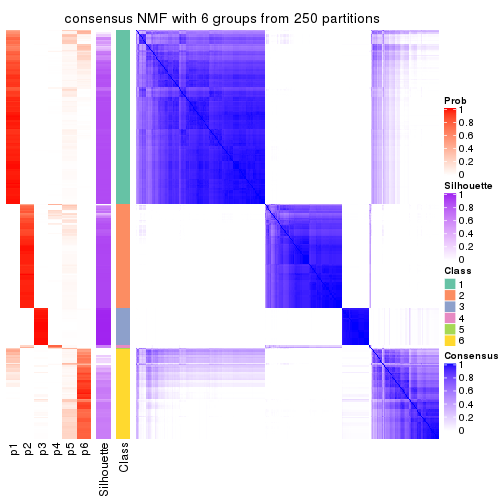 consensus NMF with 6 groups from 250 partitions
Prob
1
0.8
0.6
0.4
0.2
0
Silhouette
1
0.8
0.6
0.4
0.2
0
Class
1
2
3
4
5
6
Consensus
1
0.8
0.6
0.4
0.2
0
p1
p2
p3
p4
p5
p6
Silhouette
Class